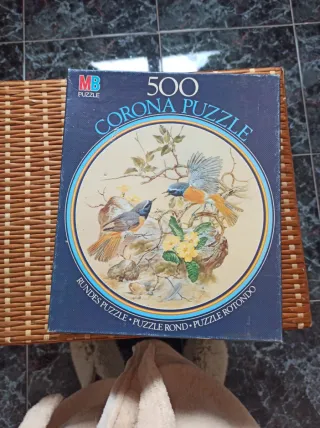 MB
PUZZLE
500
CORONA PUZZLE
RUNDES PUZZLE • PUZZLE ROND • PUZZLE ROTONDO